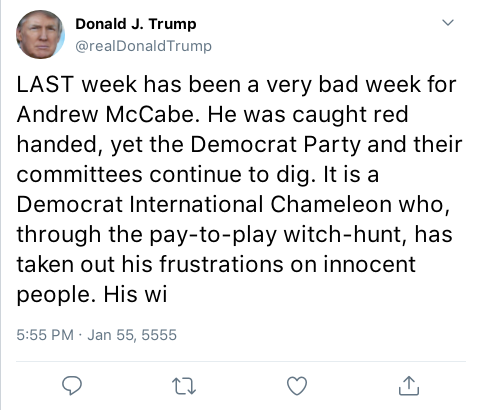 Donald J. Trump
@realDonaldTrump
LAST week has been a very bad week for
Andrew McCabe. He was caught red
handed, yet the Democrat Party and their
committees continue to dig. It is a
Democrat International Chameleon who,
through the pay-to-play witch-hunt, has
taken out his frustrations on innocent
people. His wi
5:55 PM · Jan 55, 5555